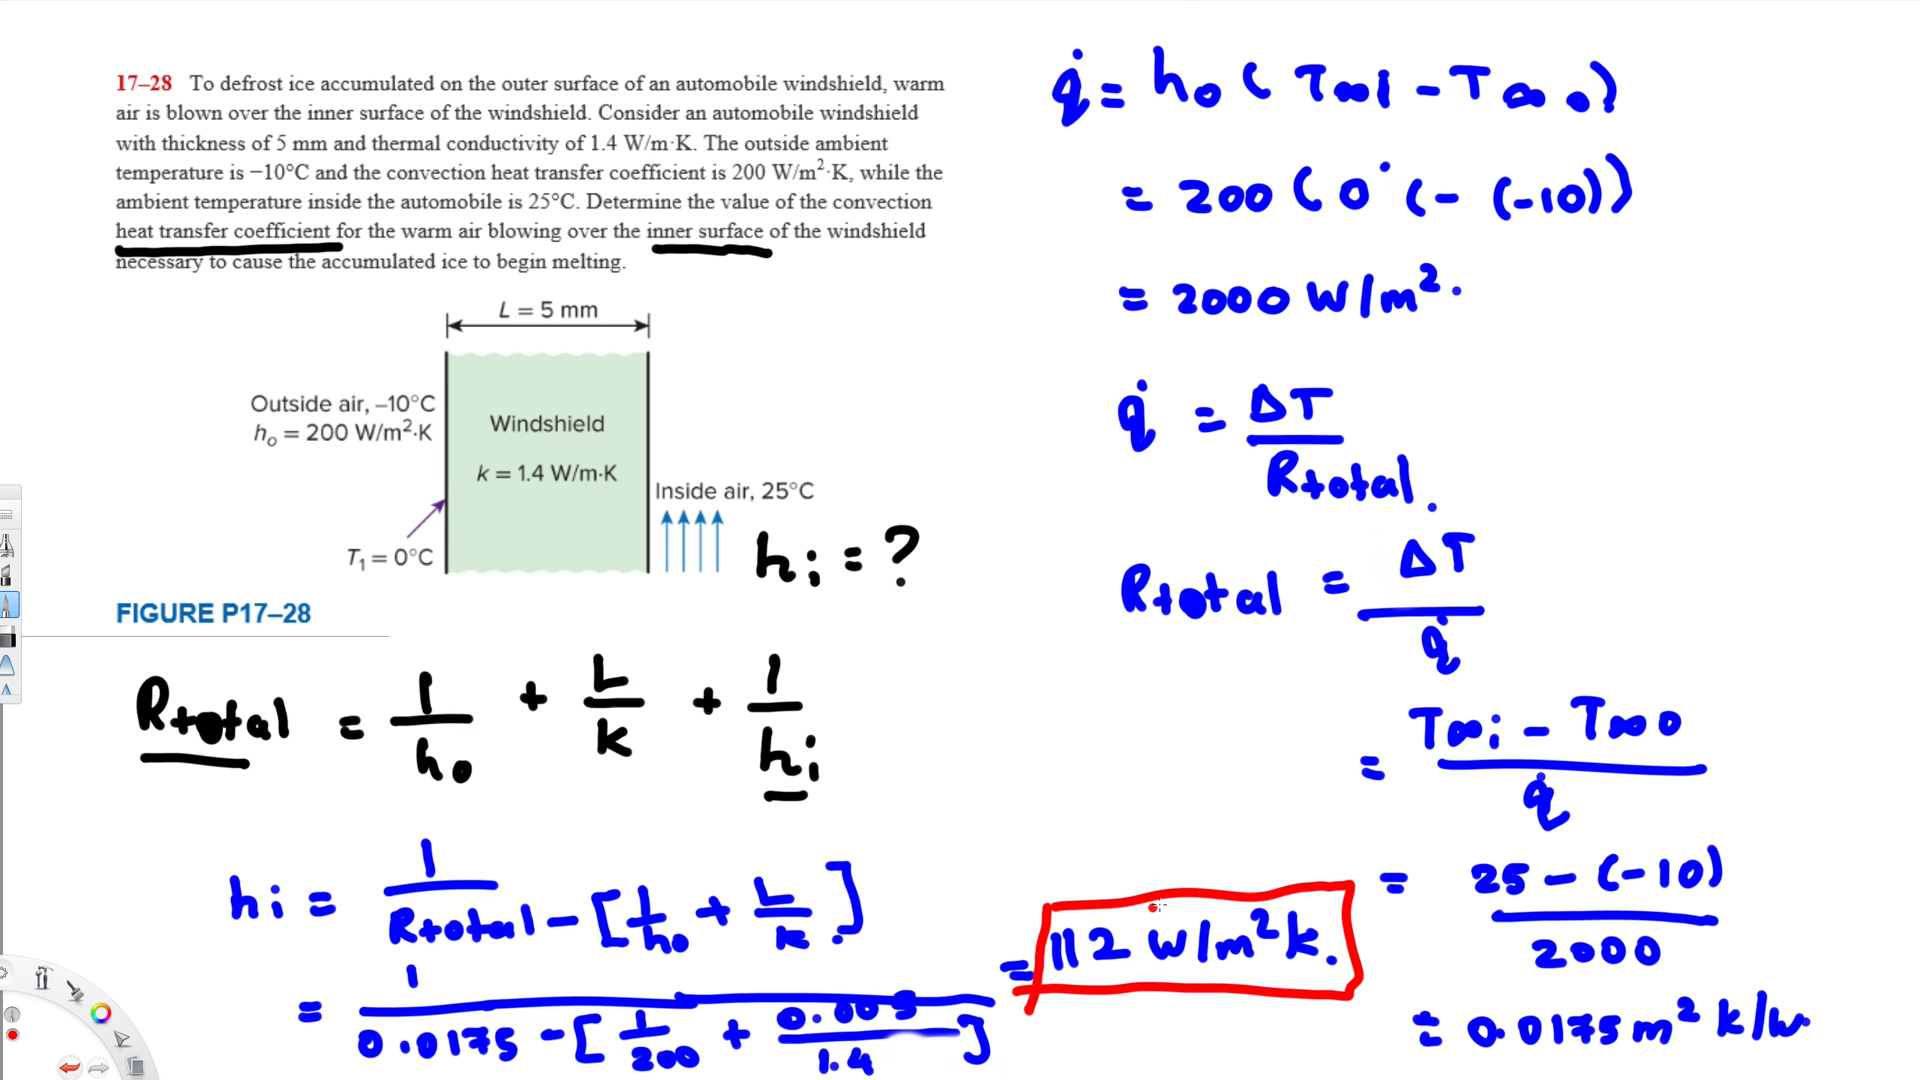 17–28 To defrost ice accumulated on the outer surface of an automobile windshield, warm
air is blown over the inner surface of the windshield. Consider an automobile windshield
with thickness of 5 mm and thermal conductivity of 1.4 W/m·K. The outside ambient
temperature is −10°C and the convection heat transfer coefficient is 200 W/m²·K, while the
ambient temperature inside the automobile is 25°C. Determine the value of the convection
heat transfer coefficient for the warm air blowing over the inner surface of the windshield
necessary to cause the accumulated ice to begin melting.
L = 5 mm
Outside air, −10°C
hₒ = 200 W/m²·K
Windshield
k = 1.4 W/m·K
Inside air, 25°C
T₁ = 0°C
hi = ?
FIGURE P17–28
Rtotal = 1/ho + L/k + 1/hi
hi = 1 / Rtotal − [1/ho + L/k.]
= 1 / 0.0175 − [1/200 + 0.005/1.4]
= 112 W/m²k.
q̇ = ho (T∞i − T∞o)
= 200 (0°C − (−10))
= 2000 W/m².
q̇ = ΔT / Rtotal.
Rtotal = ΔT / q̇
= T∞i − T∞o / q̇
= 25 − (−10) / 2000
= 0.0175 m² k/w